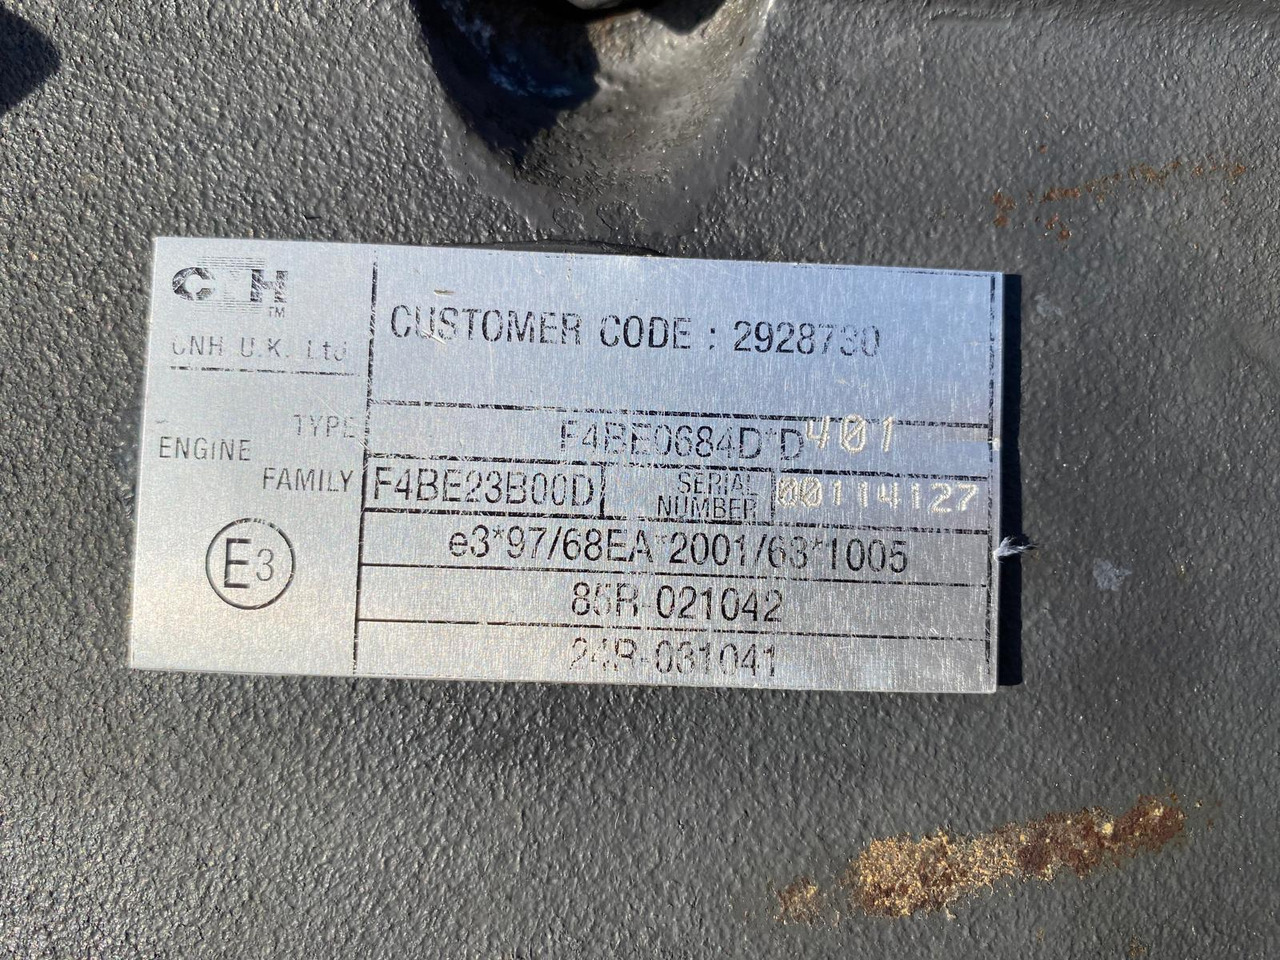 CNH™
CNH U.K. Ltd
CUSTOMER CODE : 2928730
ENGINE
TYPE F4BE0684D*D401
FAMILY F4BE23B00D SERIAL NUMBER 00114127
e3*97/68EA*2001/63*1005
E3
85R-021042
24R-031041